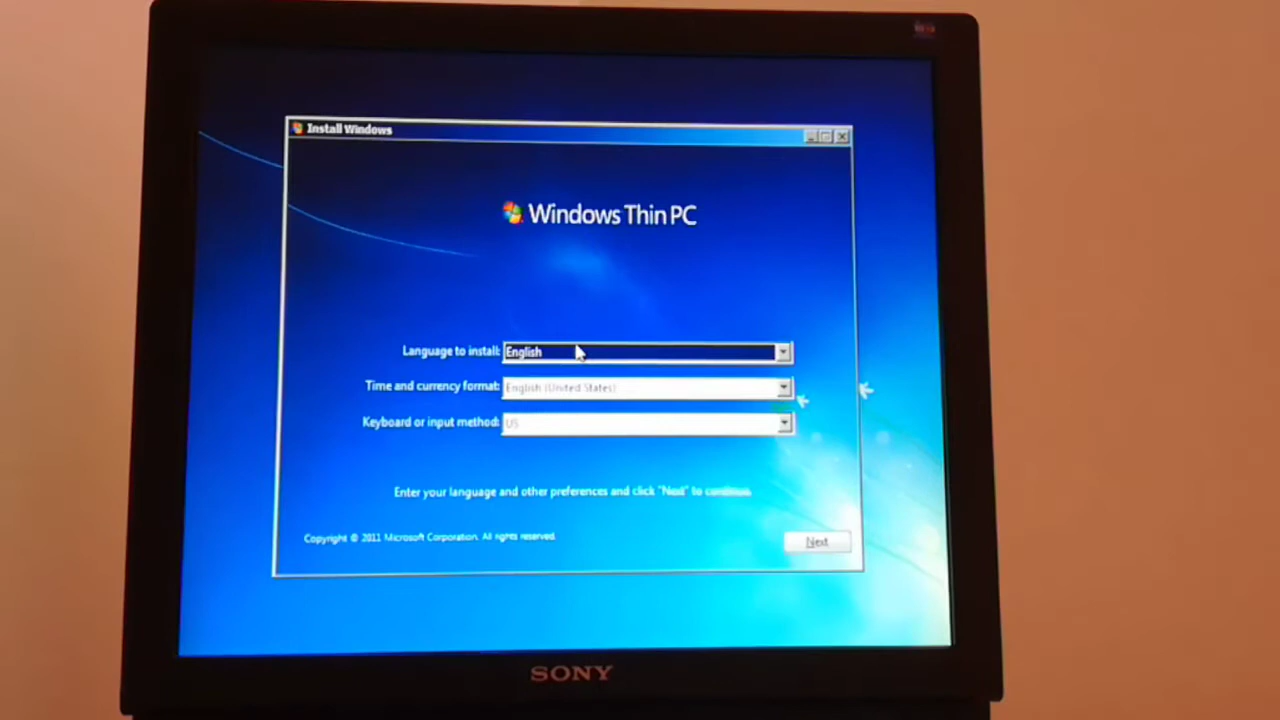 Install Windows
Windows Thin PC
Language to install: English
Time and currency format: English (United States)
Keyboard or input method: US
Enter your language and other preferences and click "Next" to continue.
Copyright © 2011 Microsoft Corporation. All rights reserved.
Next
SONY